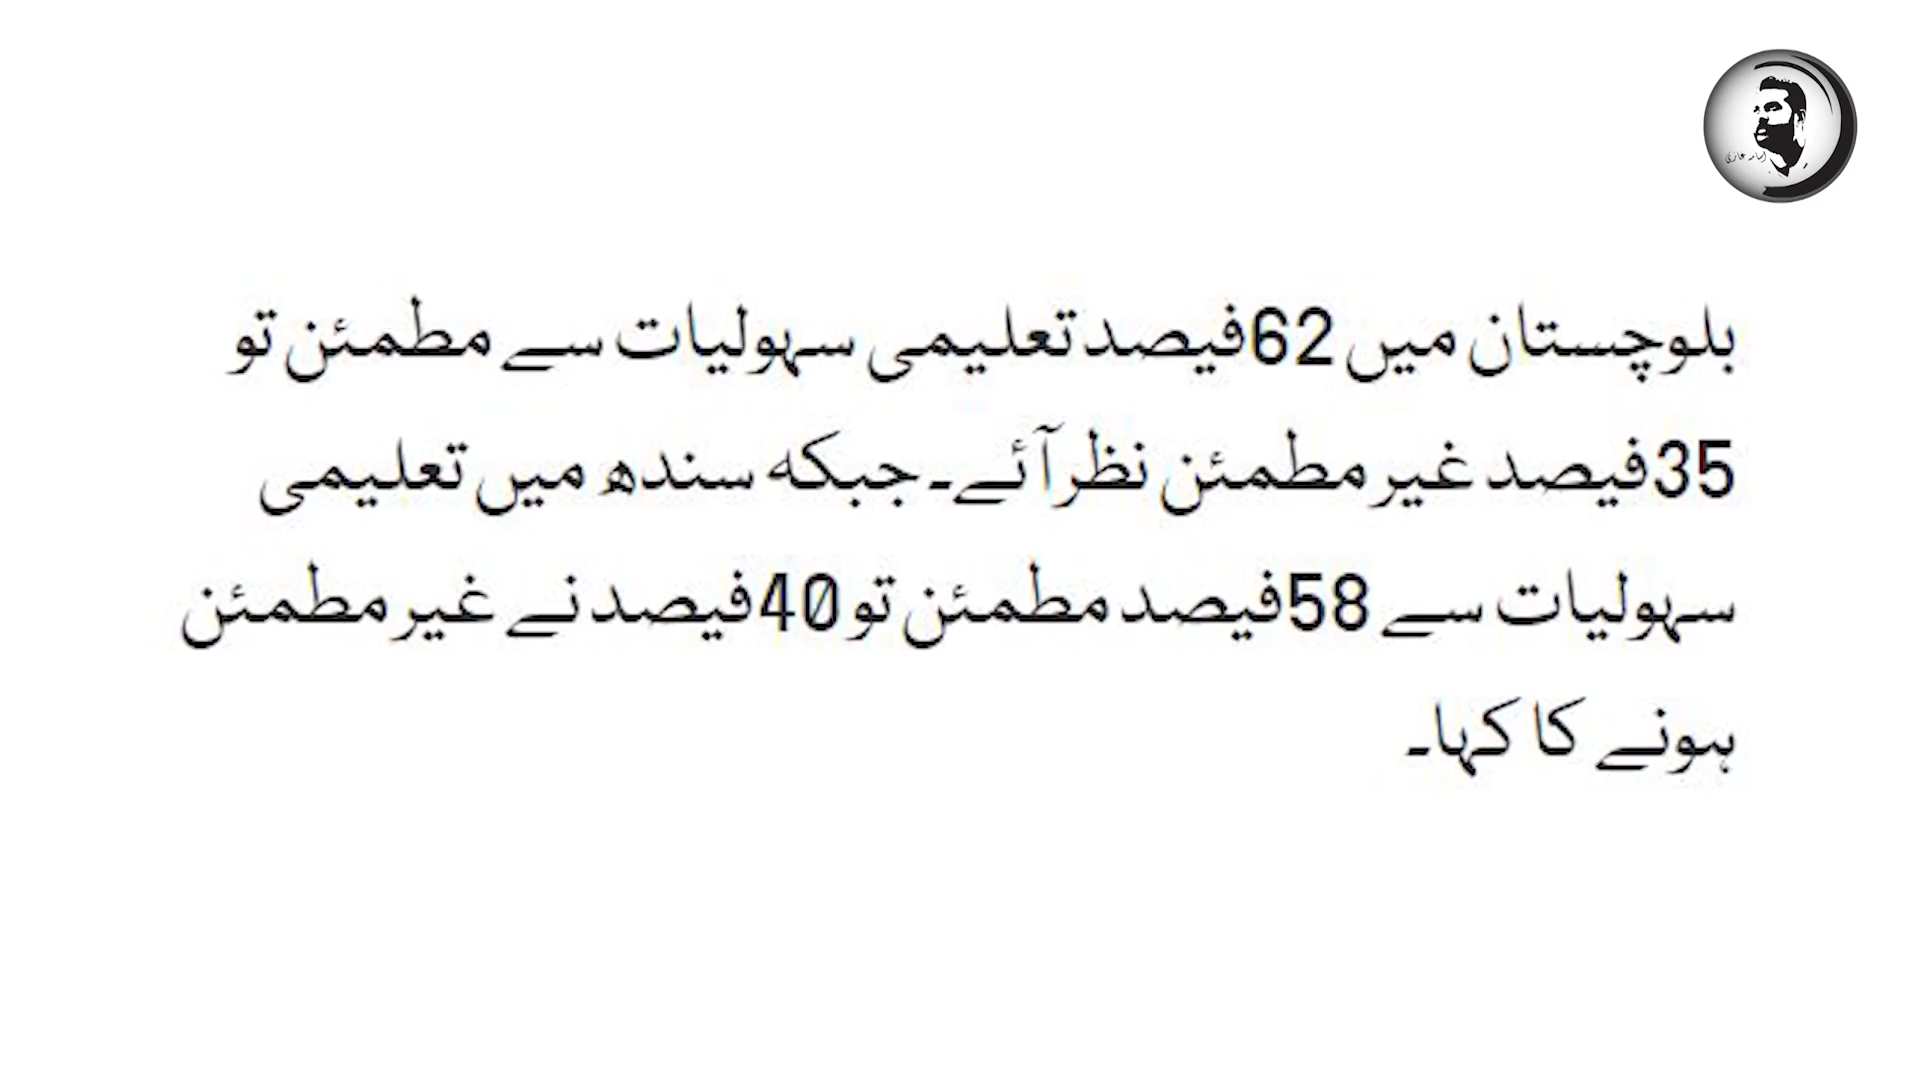 بلوچستان میں 62فیصد تعلیمی سہولیات سے مطمئن تو
35فیصد غیر مطمئن نظر آئے۔ جبکہ سندھ میں تعلیمی
سہولیات سے 58فیصد مطمئن تو 40فیصد نے غیر مطمئن
ہونے کا کہا۔